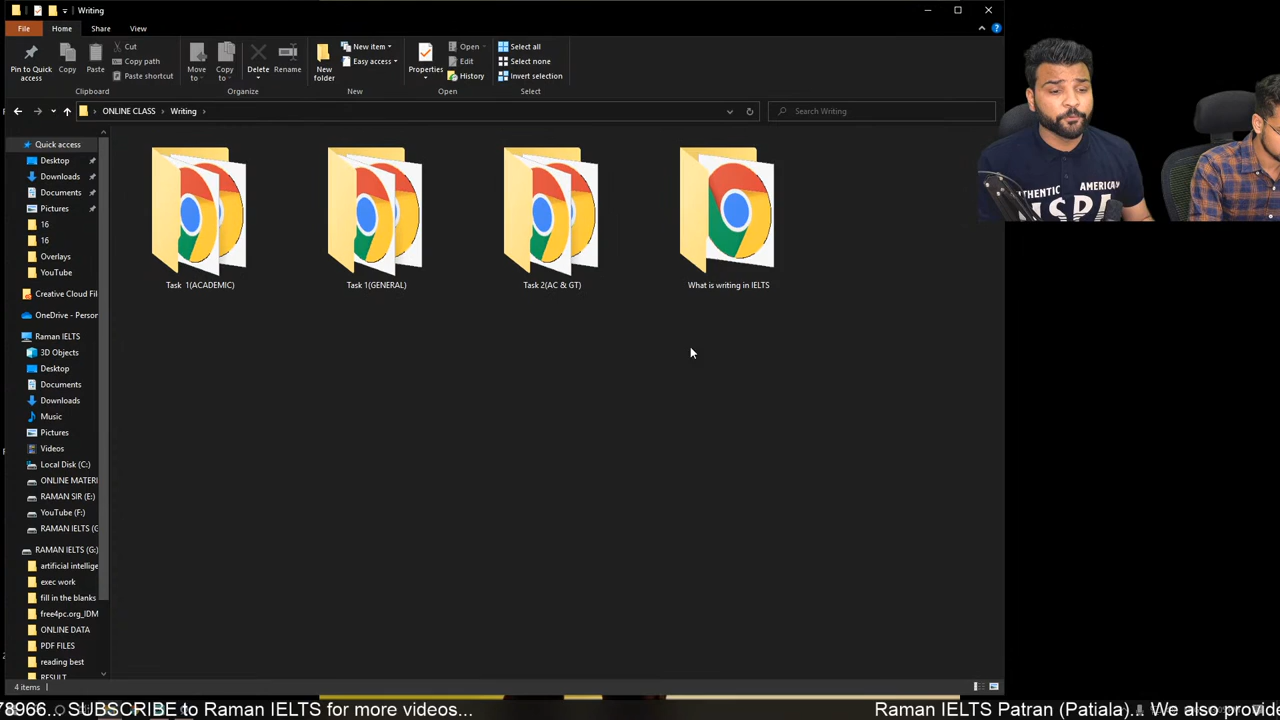 Writing
File Home Share View
Pin to Quick access
Copy
Paste
Cut
Copy path
Paste shortcut
Clipboard
Move to
Copy to
Delete
Rename
Organize
New folder
New item
Easy access
New
Properties
Open
Edit
History
Open
Select all
Select none
Invert selection
Select
ONLINE CLASS > Writing >
Search Writing
Quick access
Desktop
Downloads
Documents
Pictures
16
16
Overlays
YouTube
Creative Cloud Fil
OneDrive - Person
Raman IELTS
3D Objects
Desktop
Documents
Downloads
Music
Pictures
Videos
Local Disk (C:)
ONLINE MATERI
RAMAN SIR (E:)
YouTube (F:)
RAMAN IELTS (G
RAMAN IELTS (G:)
artificial intellige
exec work
fill in the blanks
free4pc.org_IDM
ONLINE DATA
PDF FILES
reading best
RESULT
Task 1(ACADEMIC)
Task 1(GENERAL)
Task 2(AC & GT)
What is writing in IELTS
4 items
AUTHENTIC AMERICAN
78966... SUBSCRIBE to Raman IELTS for more videos...
Raman IELTS Patran (Patiala)... We also provide